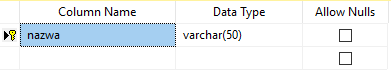 Column Name Data Type Allow Nulls
nazwa varchar(50)